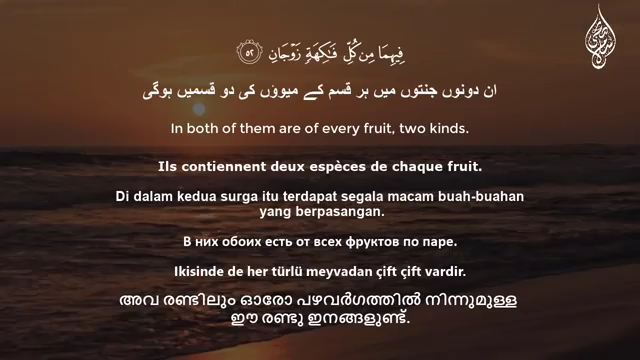 فِيهِمَا مِن كُلِّ فَـٰكِهَةٍ زَوْجَانِ ﴿٥٢﴾
ان دونوں جنتوں میں ہر قسم کے میووں کی دو قسمیں ہوگی
In both of them are of every fruit, two kinds.
Ils contiennent deux espèces de chaque fruit.
Di dalam kedua surga itu terdapat segala macam buah-buahan
yang berpasangan.
В них обоих есть от всех фруктов по паре.
Ikisinde de her türlü meyvadan çift çift vardir.
അവ രണ്ടിലും ഓരോ പഴവര്‍ഗത്തില്‍ നിന്നുമുള്ള
ഈ രണ്ടു ഇനങ്ങളുണ്ട്‌.